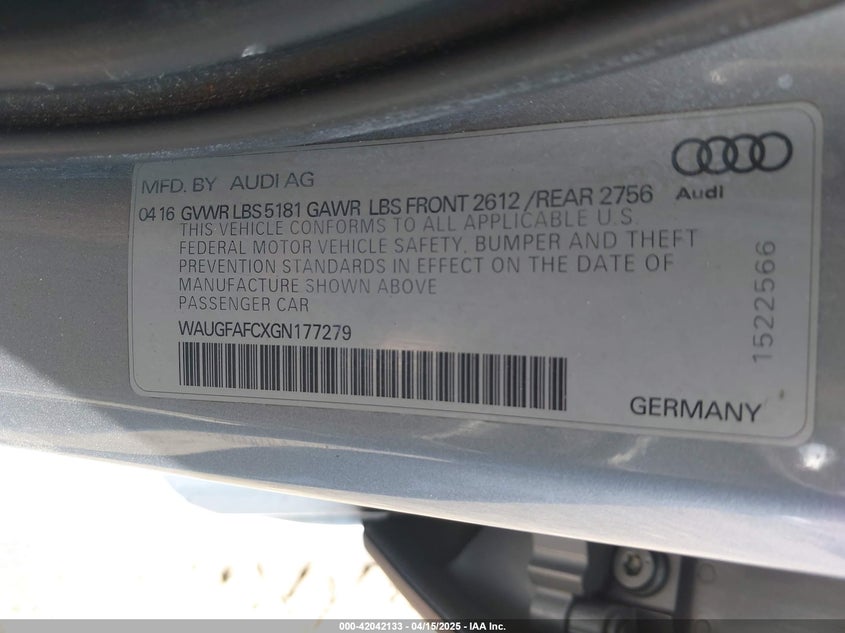 MFD. BY AUDI AG
Audi
04 16 GVWR LBS 5181 GAWR LBS FRONT 2612 /REAR 2756
THIS VEHICLE CONFORMS TO ALL APPLICABLE U.S.
FEDERAL MOTOR VEHICLE SAFETY, BUMPER AND THEFT
PREVENTION STANDARDS IN EFFECT ON THE DATE OF
MANUFACTURE SHOWN ABOVE
PASSENGER CAR
WAUGFAFCXGN177279
1522566
GERMANY
000-42042133 - 04/15/2025 - IAA Inc.